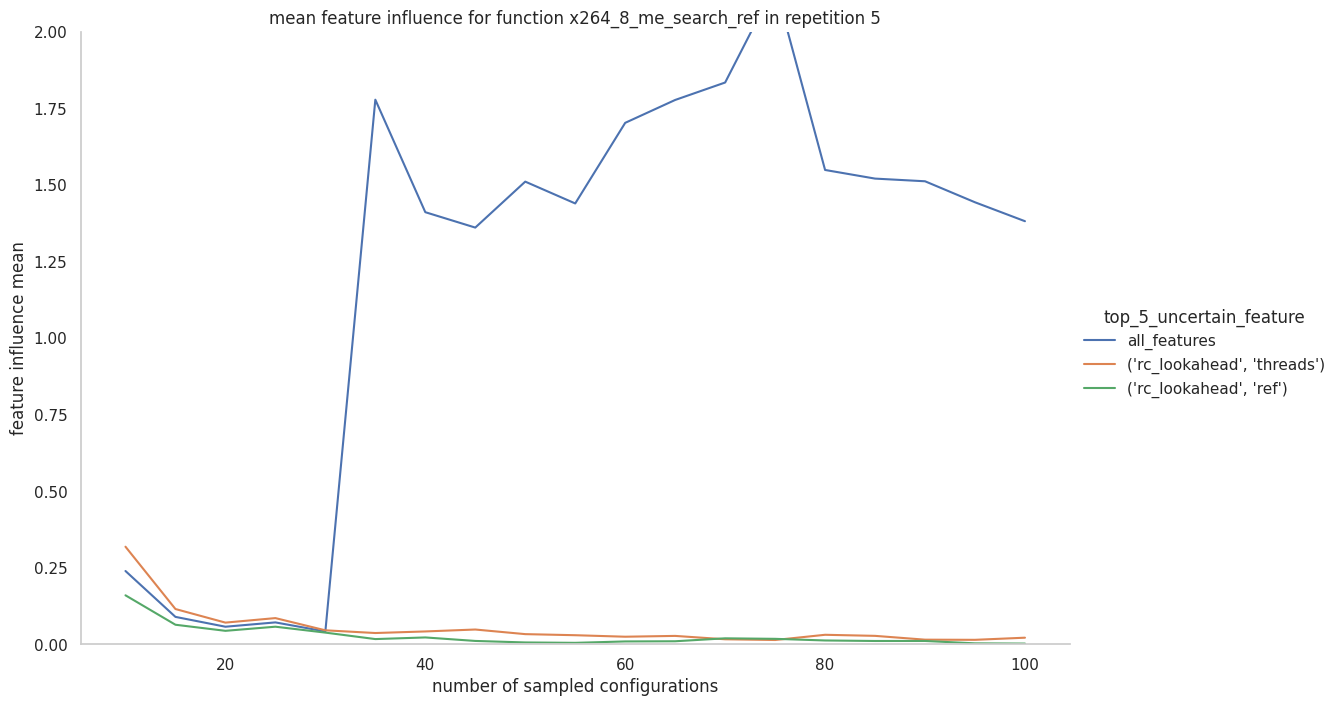 mean feature influence for function x264_8_me_search_ref in repetition 5
2.00
1.75
1.50
1.25
1.00
0.75
0.50
0.25
0.00
feature influence mean
20 40 60 80 100
number of sampled configurations
top_5_uncertain_feature
all_features
('rc_lookahead', 'threads')
('rc_lookahead', 'ref')